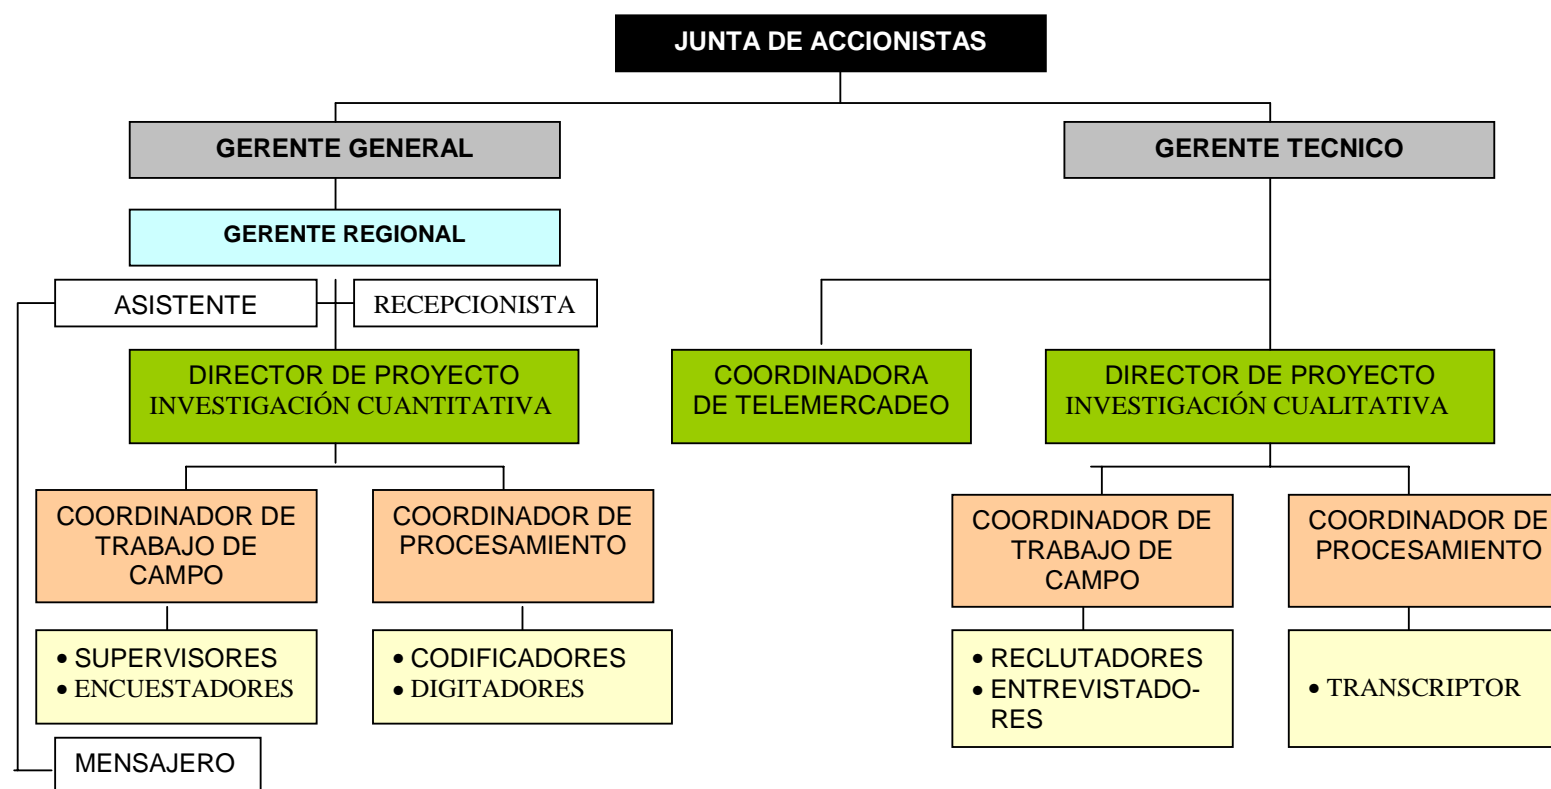 JUNTA DE ACCIONISTAS
GERENTE GENERAL
GERENTE TECNICO
GERENTE REGIONAL
ASISTENTE
RECEPCIONISTA
DIRECTOR DE PROYECTO
INVESTIGACIÓN CUANTITATIVA
COORDINADORA
DE TELEMERCADEO
DIRECTOR DE PROYECTO
INVESTIGACIÓN CUALITATIVA
COORDINADOR DE
TRABAJO DE
CAMPO
COORDINADOR DE
PROCESAMIENTO
COORDINADOR DE
TRABAJO DE
CAMPO
COORDINADOR DE
PROCESAMIENTO
• SUPERVISORES
• ENCUESTADORES
• CODIFICADORES
• DIGITADORES
• RECLUTADORES
• ENTREVISTADO-
RES
• TRANSCRIPTOR
MENSAJERO